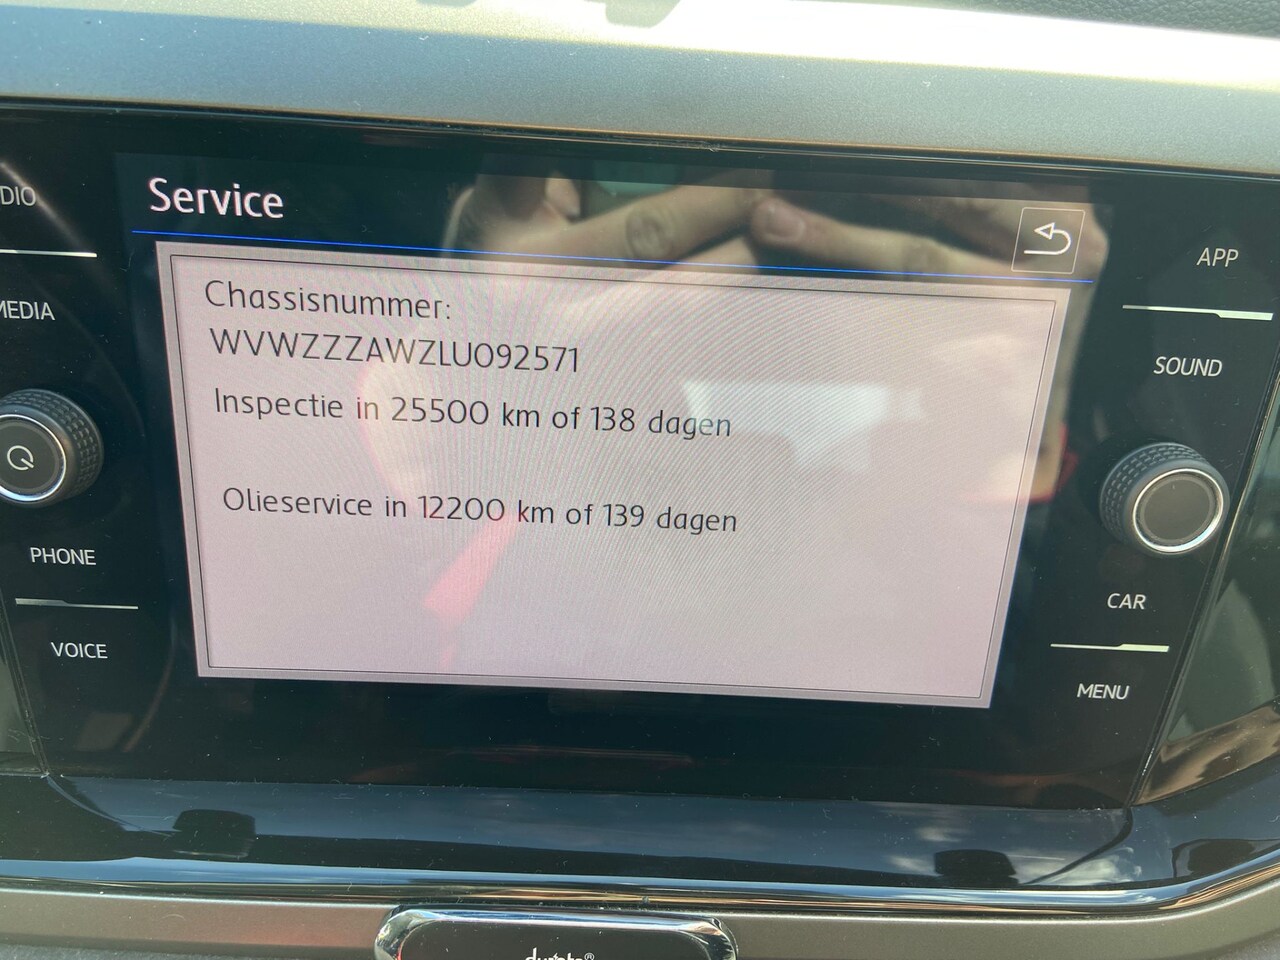 Service
Chassisnummer:
WVWZZZAWZLU092571
Inspectie in 25500 km of 138 dagen
Olieservice in 12200 km of 139 dagen
DIO
MEDIA
PHONE
VOICE
APP
SOUND
CAR
MENU